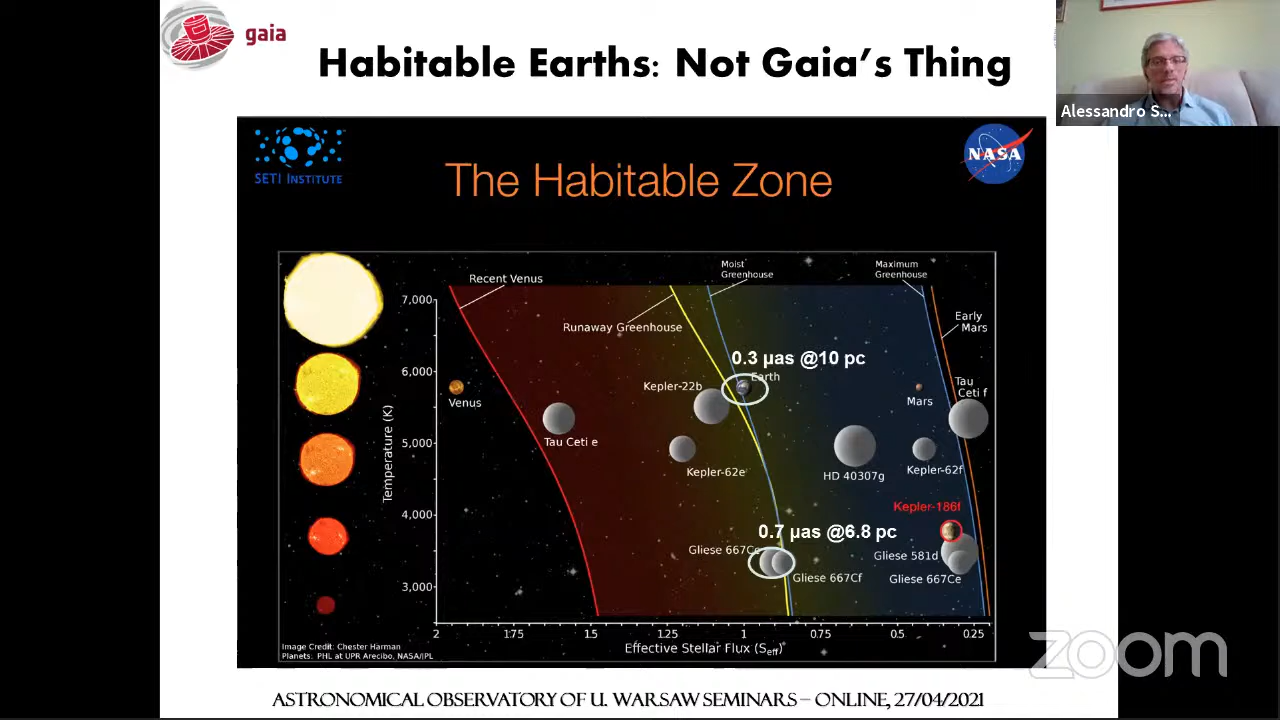 gaia
Habitable Earths: Not Gaia's Thing
Alessandro S...
SETI INSTITUTE
NASA
The Habitable Zone
Recent Venus
Moist
Greenhouse
Maximum
Greenhouse
7,000
Runaway Greenhouse
Early
Mars
0.3 μas @10 pc
6,000
Earth
Kepler-22b
Venus
Mars
Tau
Ceti f
Temperature (K)
5,000
Tau Ceti e
Kepler-62e
HD 40307g
Kepler-62f
4,000
Kepler-186f
0.7 μas @6.8 pc
Gliese 667Cc
Gliese 581d
Gliese 667Cf
Gliese 667Ce
3,000
2 1.75 1.5 1.25 1 0.75 0.5 0.25
Effective Stellar Flux (Seff)
Image Credit: Chester Harman
Planets: PHL at UPR Arecibo, NASA/JPL
zoom
ASTRONOMICAL OBSERVATORY OF U. WARSAW SEMINARS – ONLINE, 27/04/2021